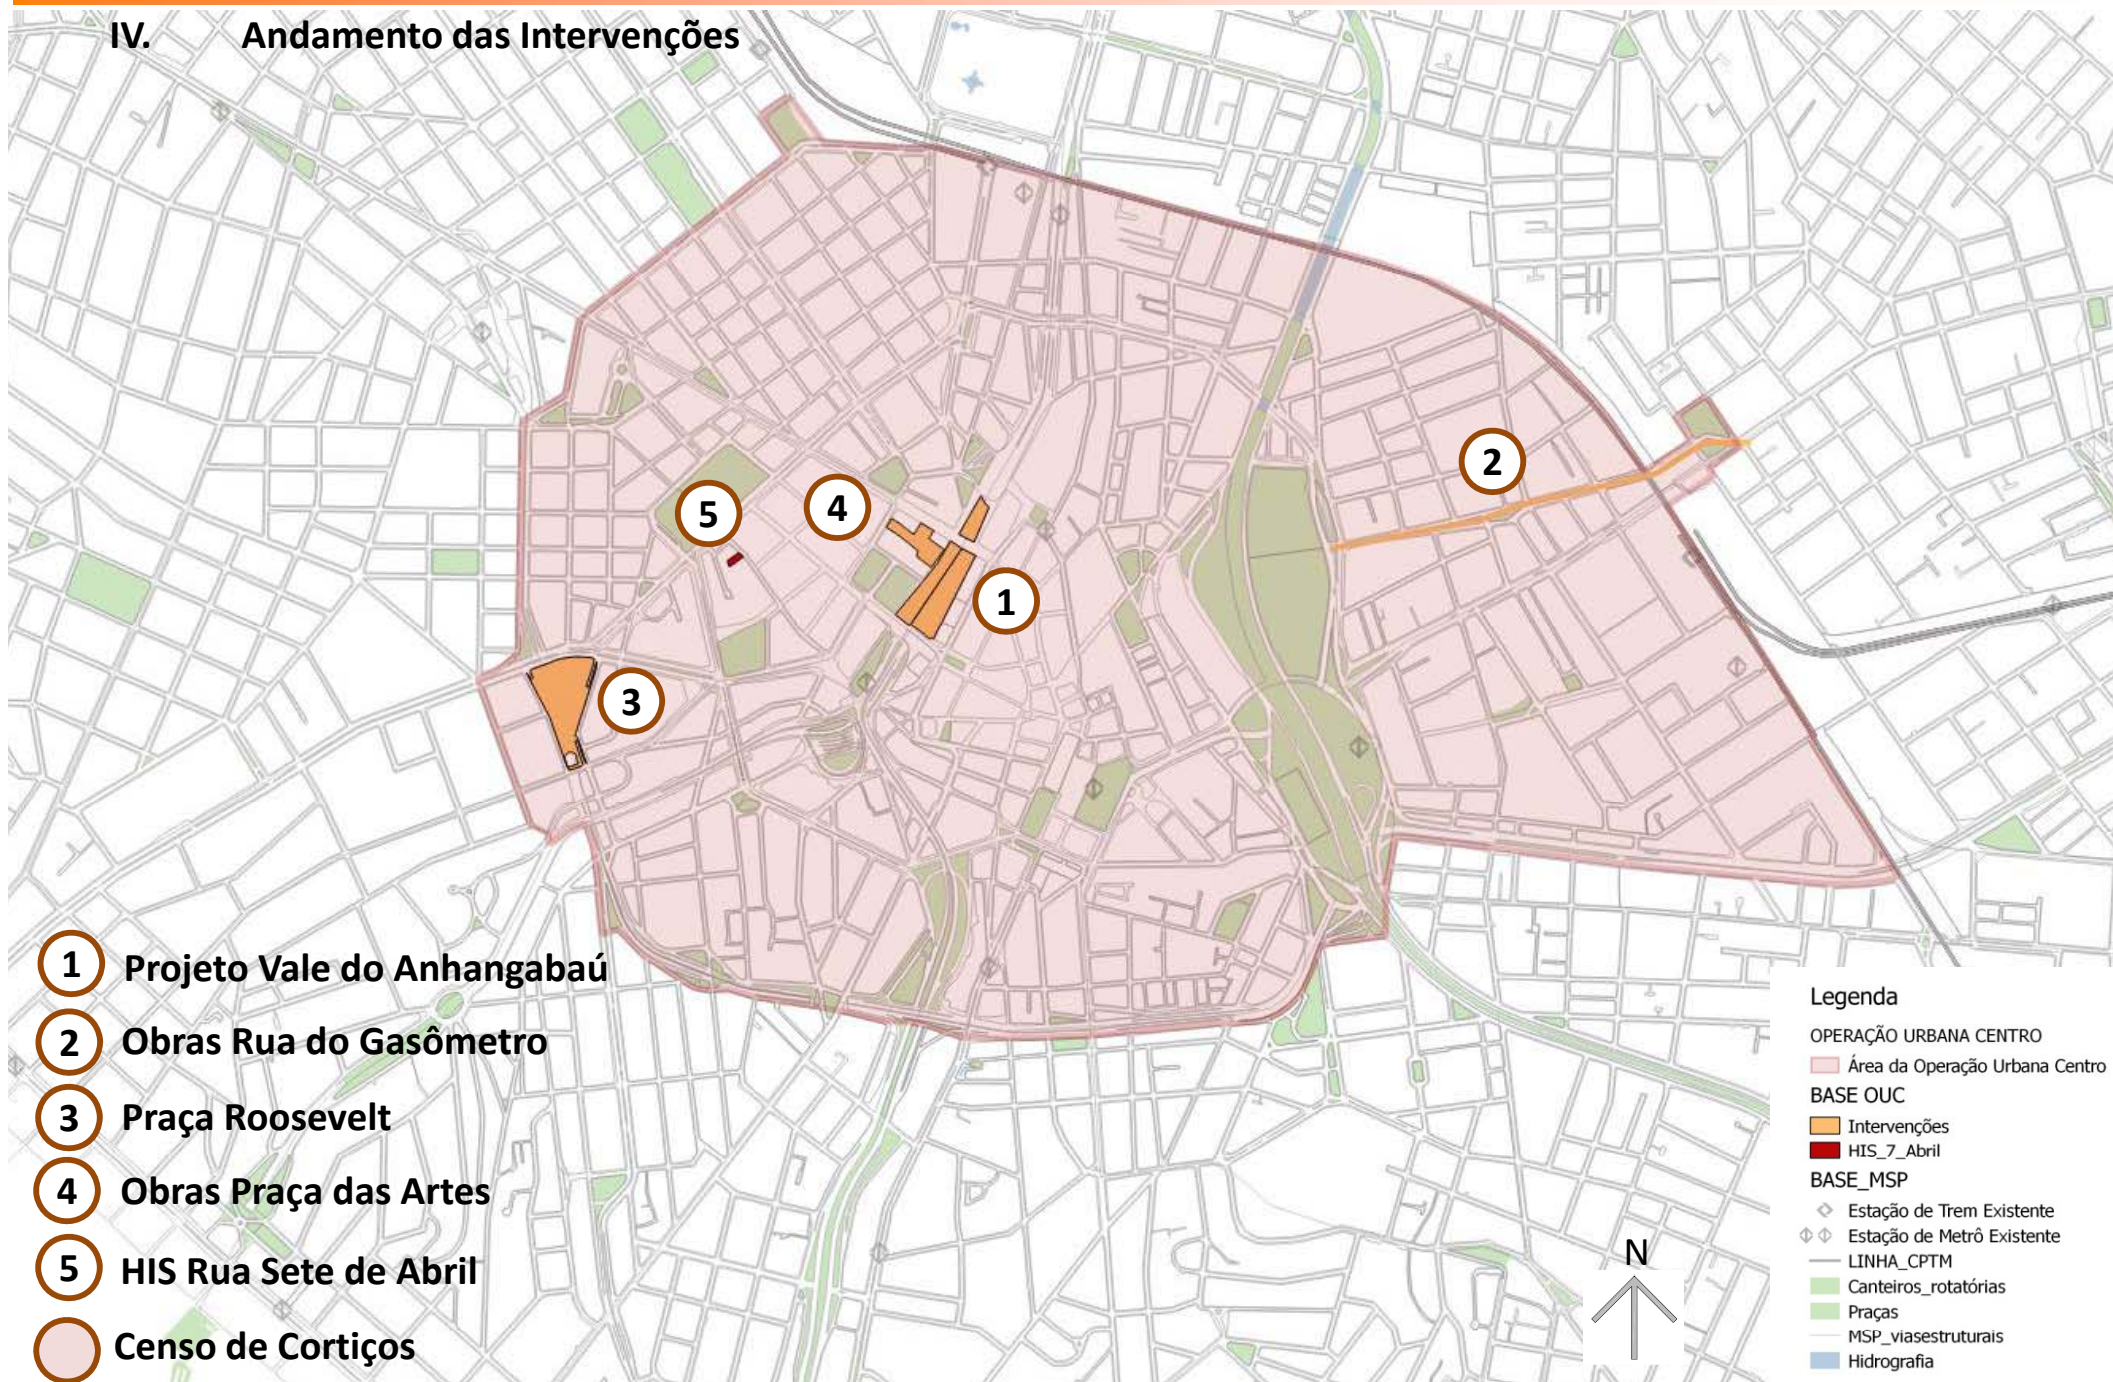 IV. Andamento das Intervenções
2
5
4
1
3
1 Projeto Vale do Anhangabaú
2 Obras Rua do Gasômetro
3 Praça Roosevelt
4 Obras Praça das Artes
5 HIS Rua Sete de Abril
Censo de Cortiços
N
Legenda
OPERAÇÃO URBANA CENTRO
Área da Operação Urbana Centro
BASE OUC
Intervenções
HIS_7_Abril
BASE_MSP
Estação de Trem Existente
Estação de Metrô Existente
LINHA_CPTM
Canteiros_rotatórias
Praças
MSP_viasestruturais
Hidrografia